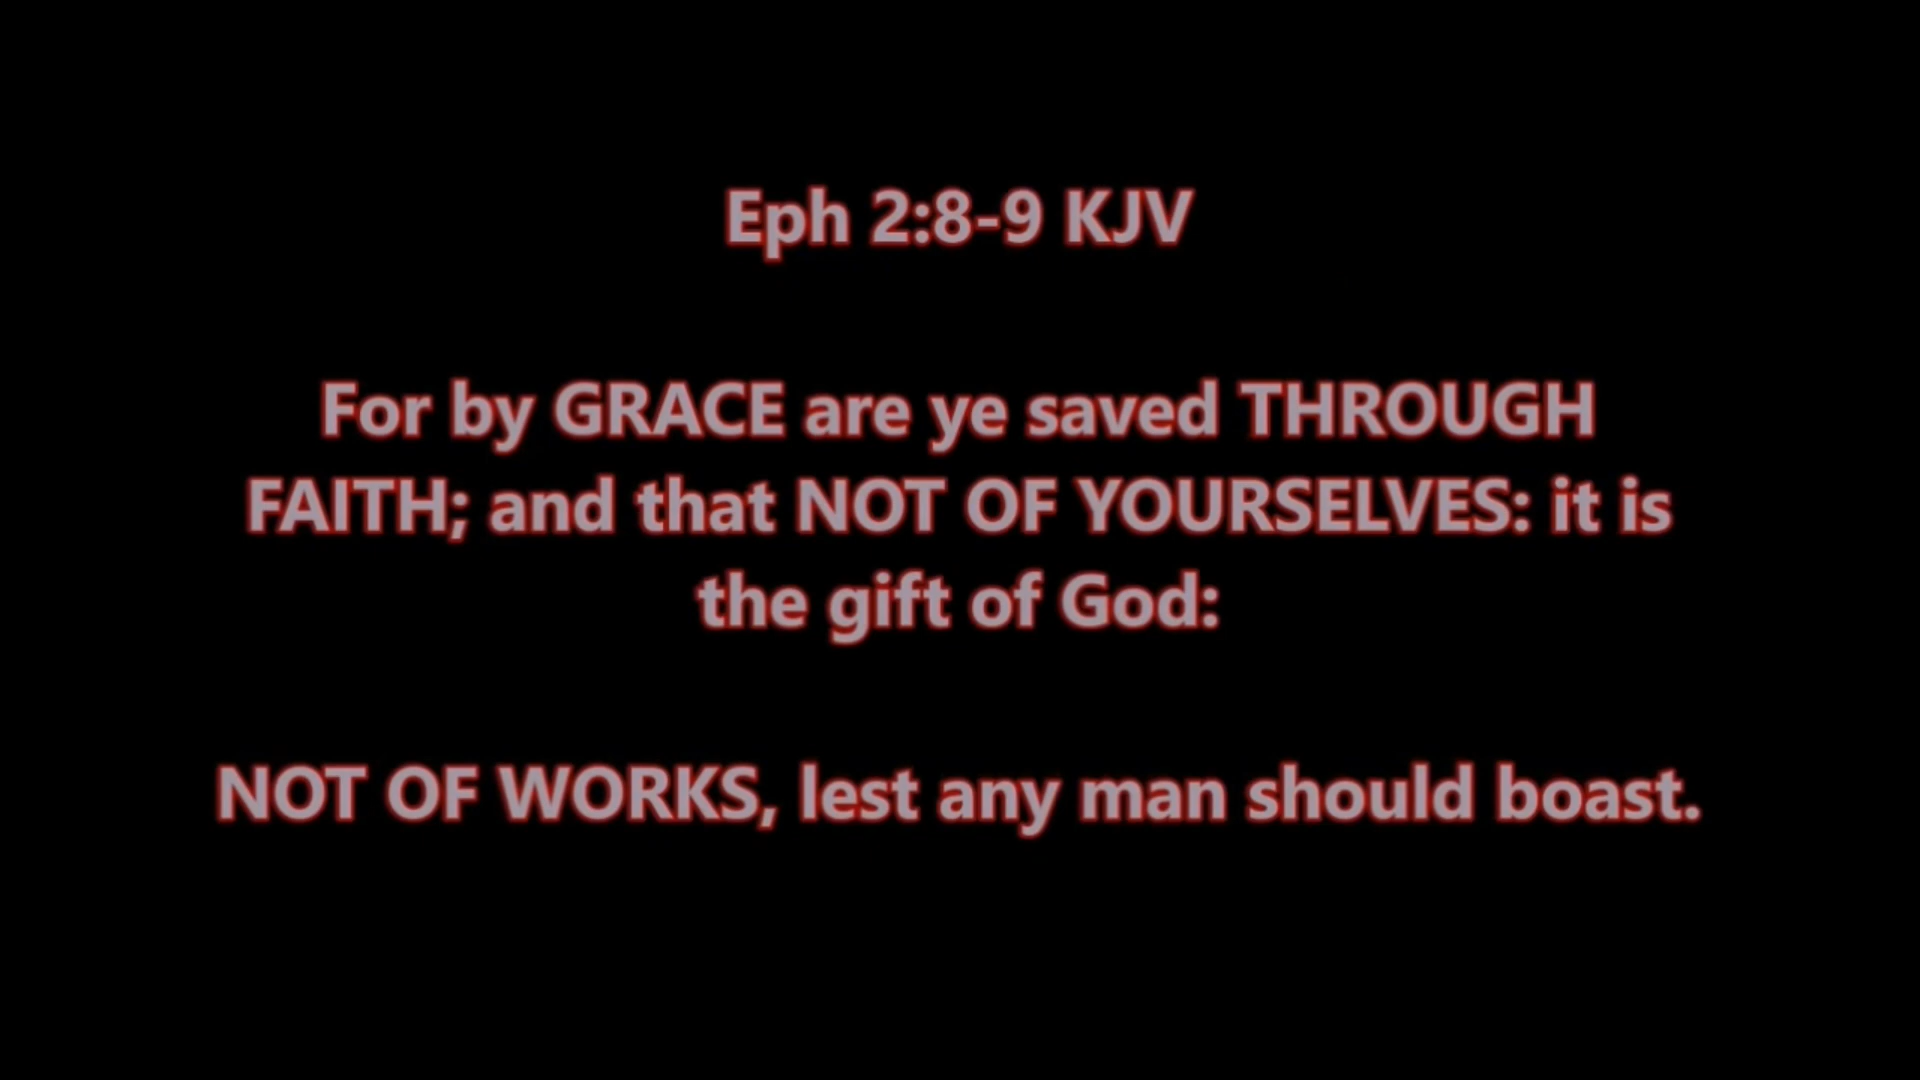 Eph 2:8-9 KJV
For by GRACE are ye saved THROUGH
FAITH; and that NOT OF YOURSELVES: it is
the gift of God:
NOT OF WORKS, lest any man should boast.